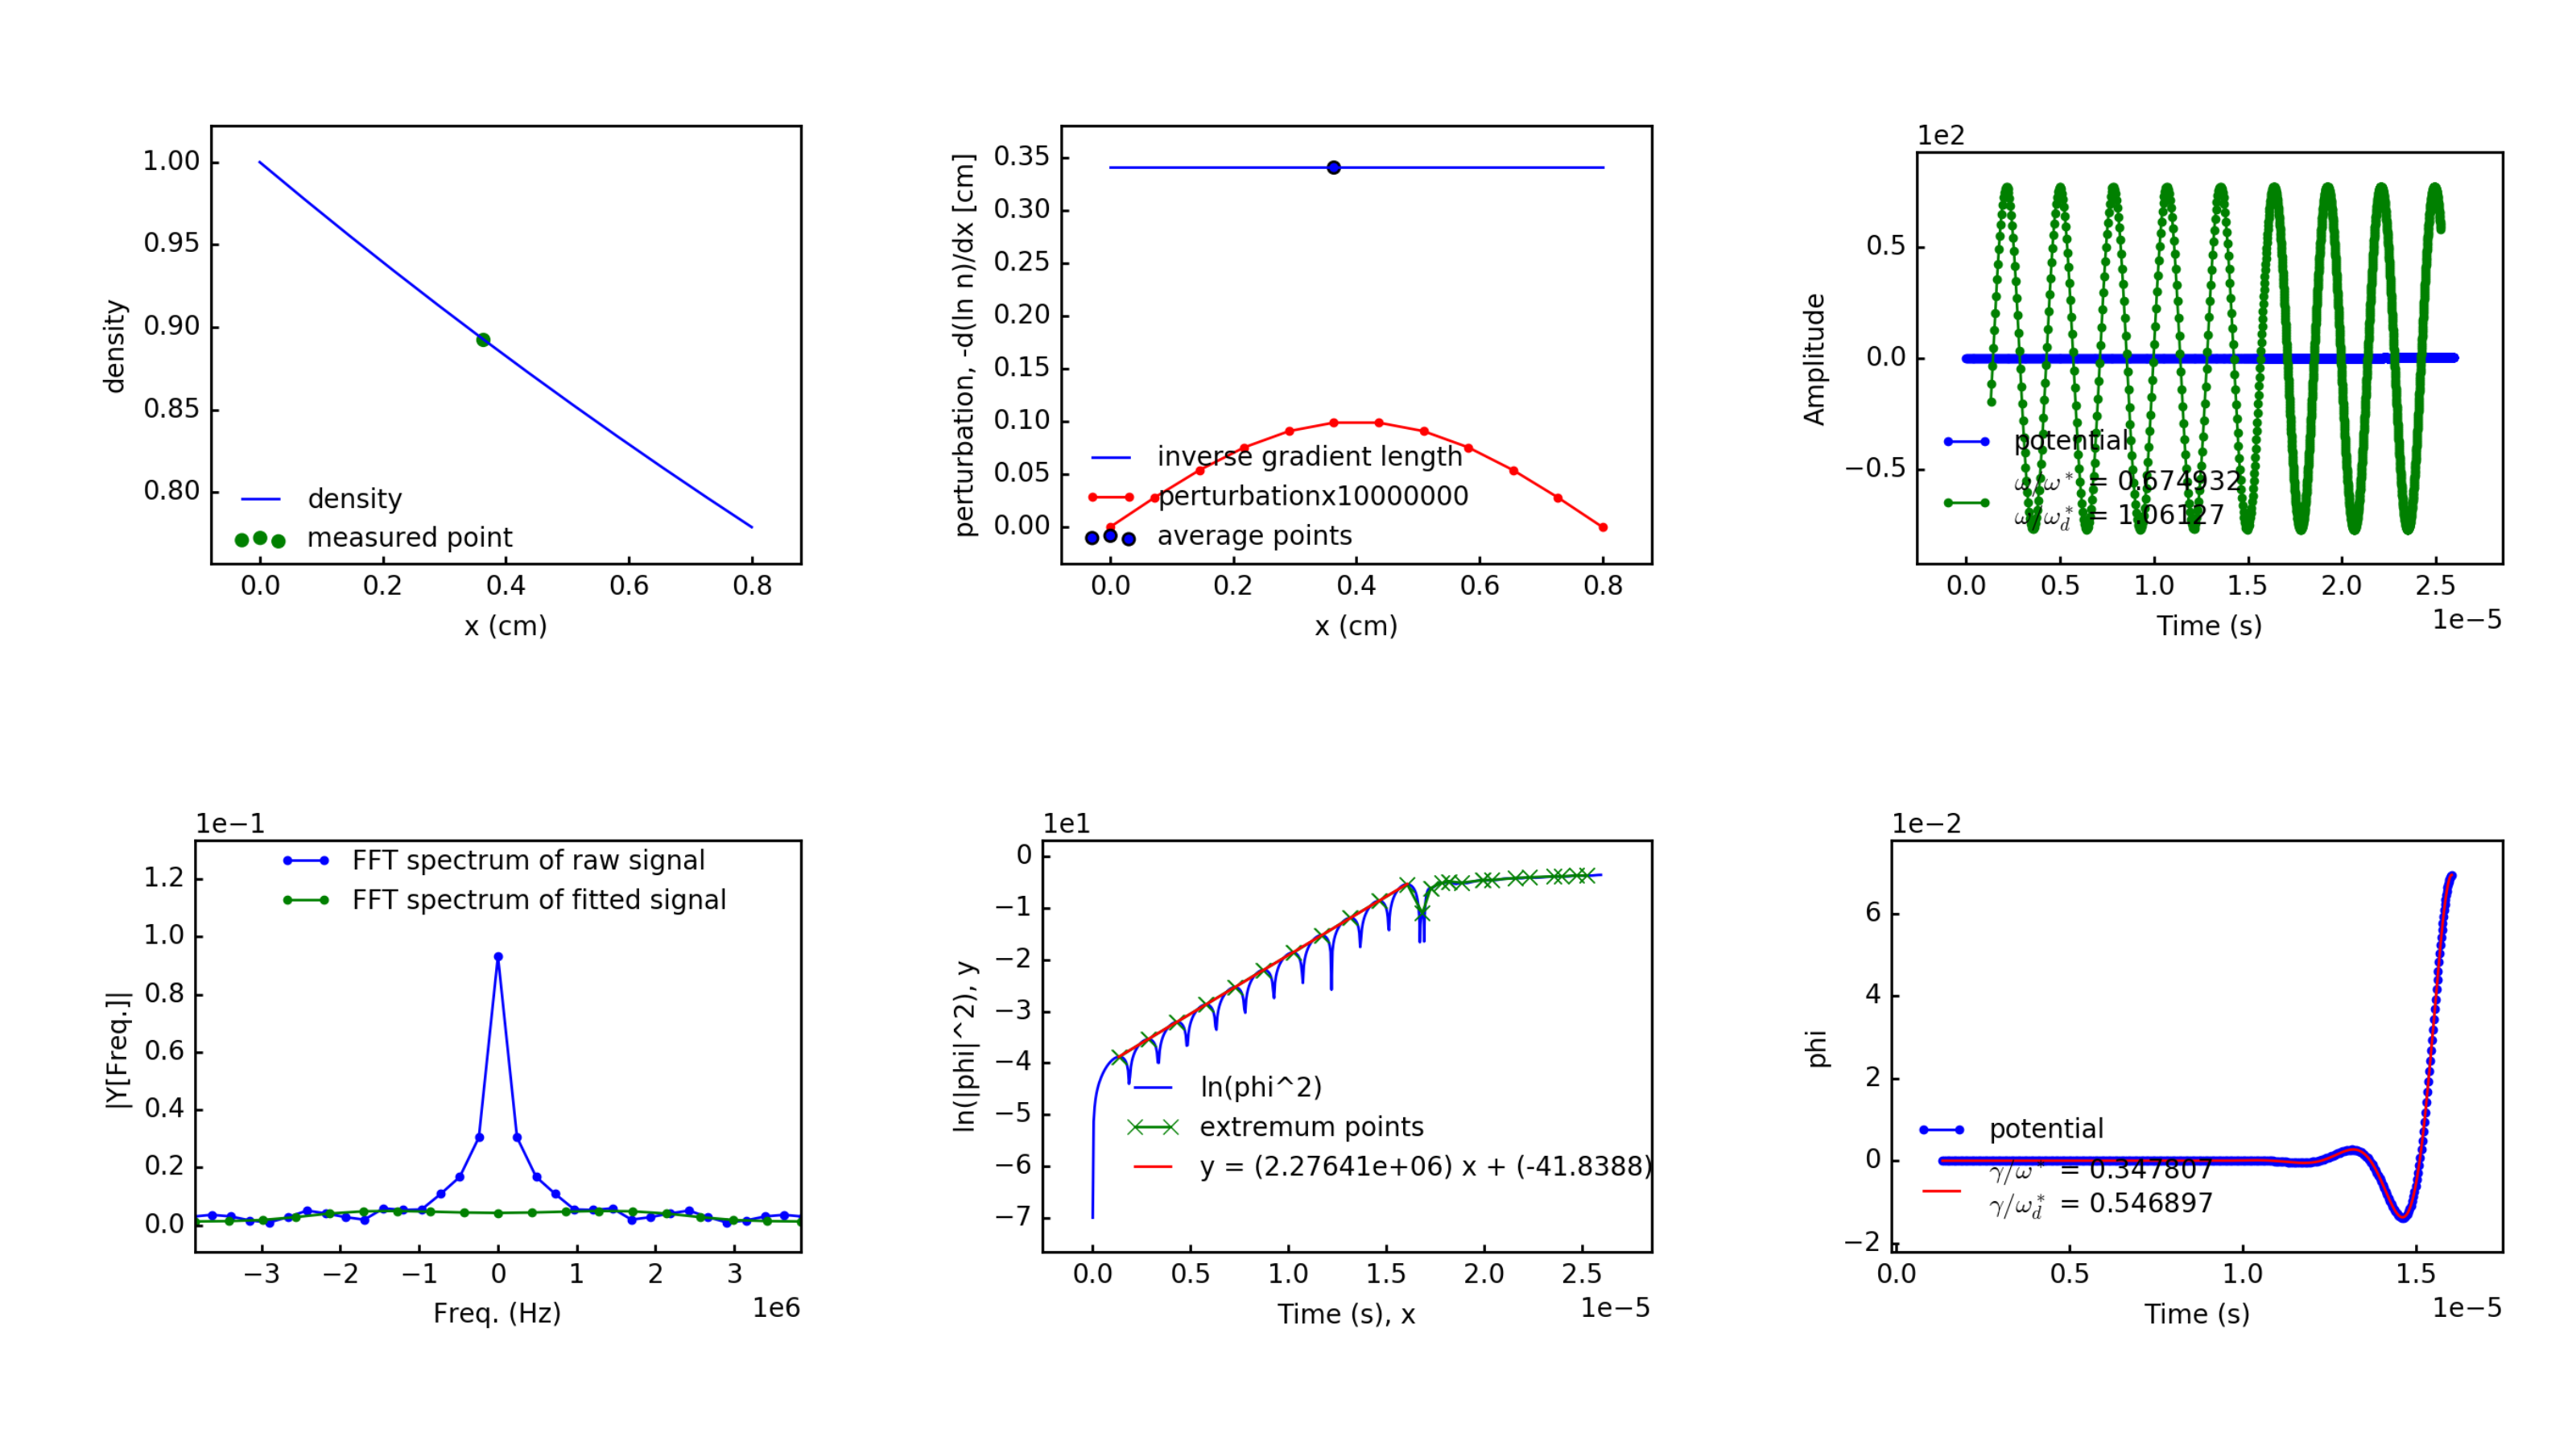 1.00
0.95
0.90
0.85
0.80
density
density
measured point
0.0 0.2 0.4 0.6 0.8
x (cm)
0.35
0.30
0.25
0.20
0.15
0.10
0.05
0.00
perturbation, -d(ln n)/dx [cm]
inverse gradient length
perturbationx10000000
average points
0.0 0.2 0.4 0.6 0.8
x (cm)
1e2
0.5
0.0
−0.5
Amplitude
potential
ω/ω* = 0.674932
ω/ω*d = 1.06127
0.0 0.5 1.0 1.5 2.0 2.5
1e−5
Time (s)
1e−1
1.2
1.0
0.8
0.6
0.4
0.2
0.0
|Y[Freq.]|
FFT spectrum of raw signal
FFT spectrum of fitted signal
−3 −2 −1 0 1 2 3
1e6
Freq. (Hz)
1e1
0
−1
−2
−3
−4
−5
−6
−7
ln(|phi|^2), y
ln(phi^2)
extremum points
y = (2.27641e+06) x + (-41.8388)
0.0 0.5 1.0 1.5 2.0 2.5
1e−5
Time (s), x
1e−2
6
4
2
0
−2
phi
potential
γ/ω* = 0.347807
γ/ω*d = 0.546897
0.0 0.5 1.0 1.5
1e−5
Time (s)